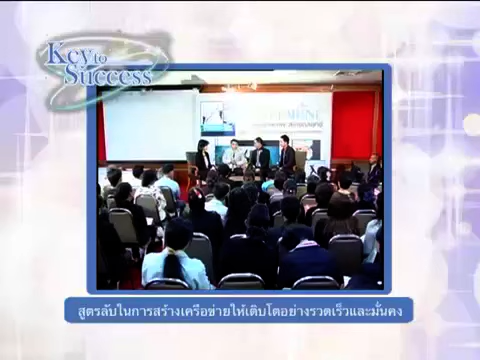 Key to
Success
สูตรลับในการสร้างเครือข่ายให้เติบโตอย่างรวดเร็วและมั่นคง